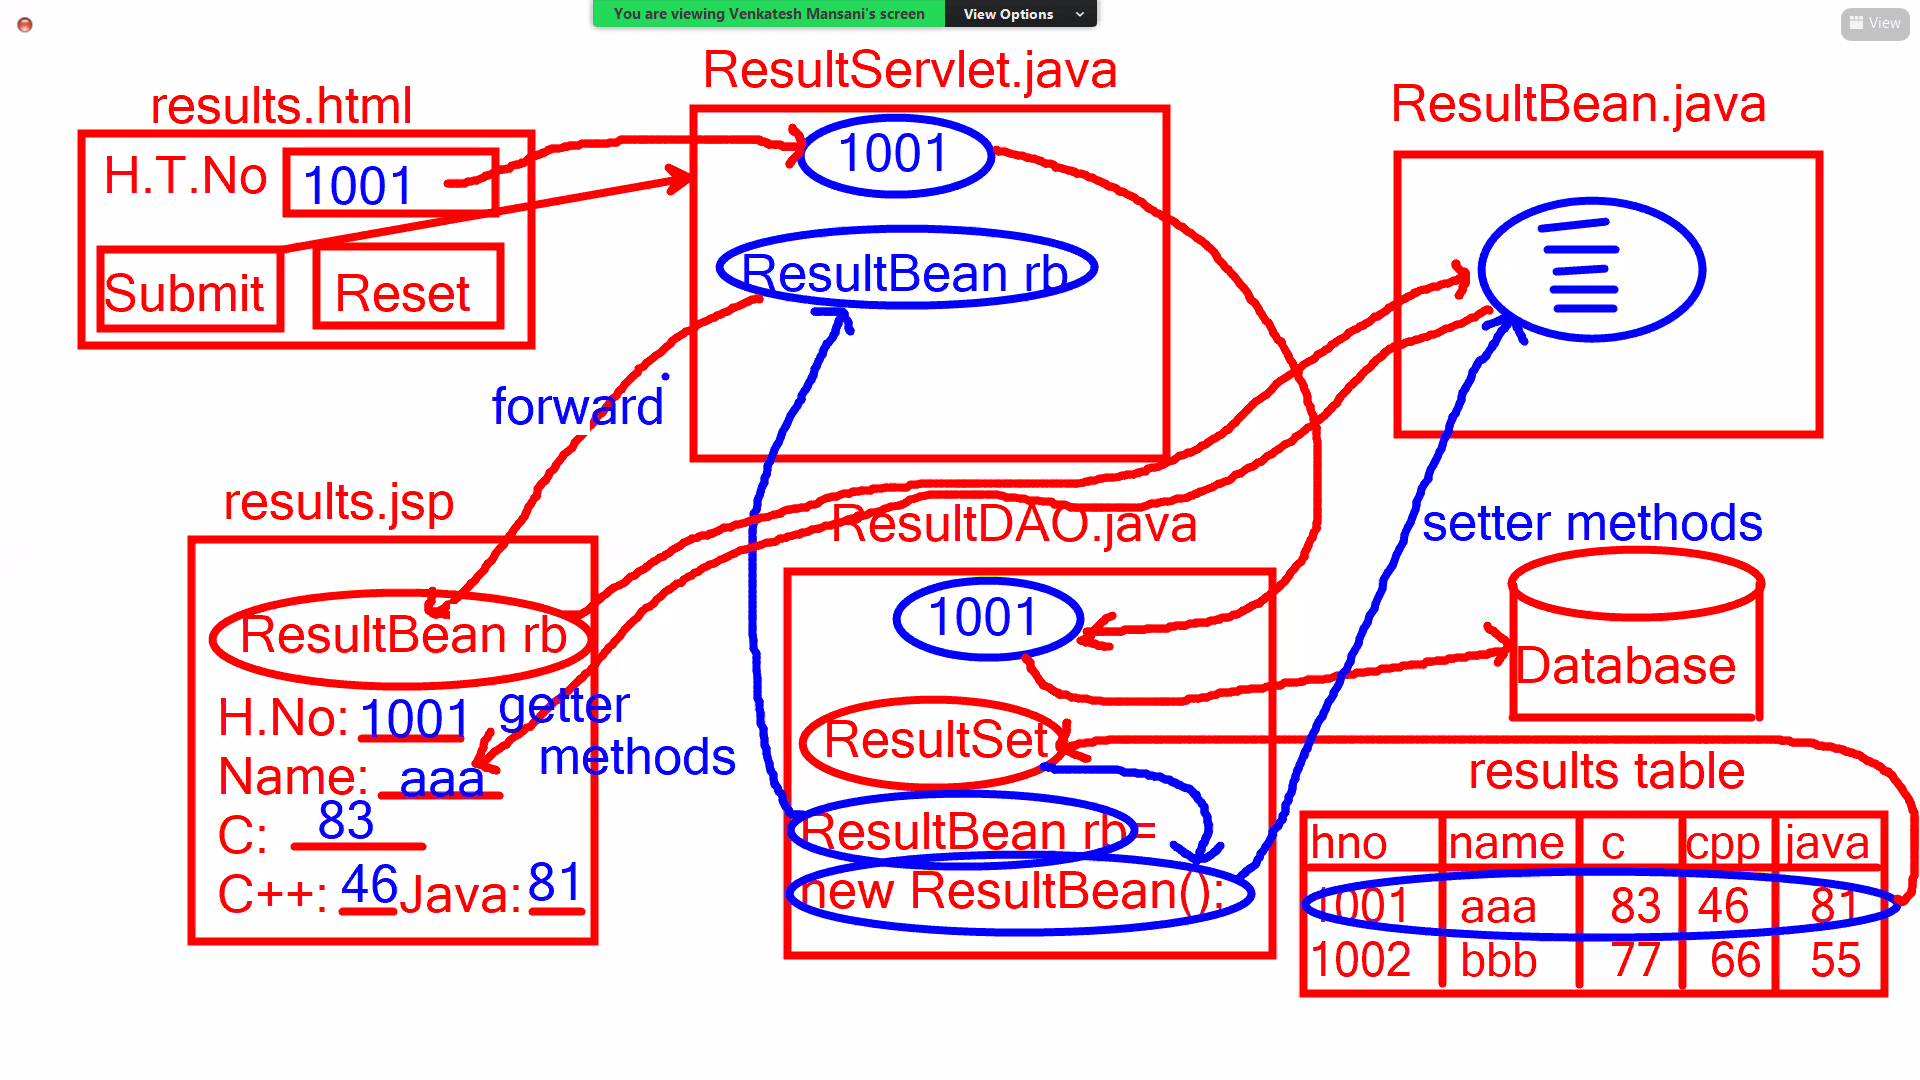 You are viewing Venkatesh Mansani's screen
View Options
View
ResultServlet.java
results.html
ResultBean.java
H.T.No 1001
1001
Submit Reset
ResultBean rb
forward
results.jsp
ResultDAO.java
setter methods
1001
ResultBean rb
Database
H.No: 1001
getter
methods
ResultSet
Name: aaa
results table
C: 83
ResultBean rb=
hno name c cpp java
C++: 46 Java: 81
new ResultBean();
1001 aaa 83 46 81
1002 bbb 77 66 55